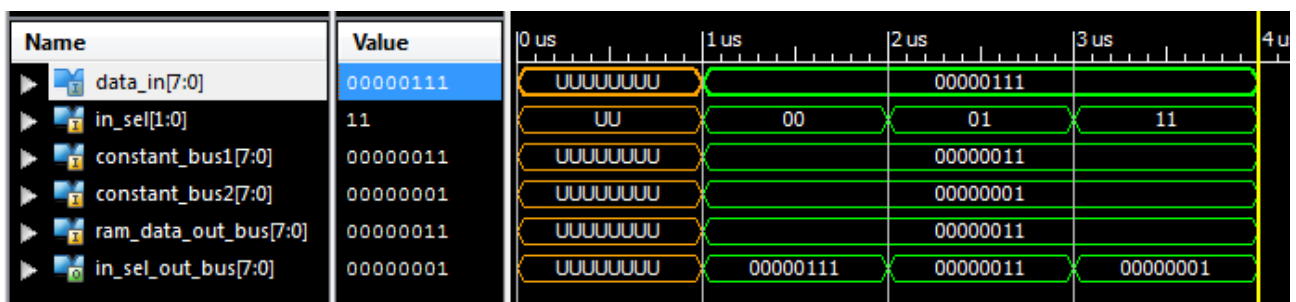 Name Value 0 us 1 us 2 us 3 us 4 u
data_in[7:0] 00000111 UUUUUUUU 00000111
in_sel[1:0] 11 UU 00 01 11
constant_bus1[7:0] 00000011 UUUUUUUU 00000011
constant_bus2[7:0] 00000001 UUUUUUUU 00000001
ram_data_out_bus[7:0] 00000011 UUUUUUUU 00000011
in_sel_out_bus[7:0] 00000001 UUUUUUUU 00000111 00000011 00000001